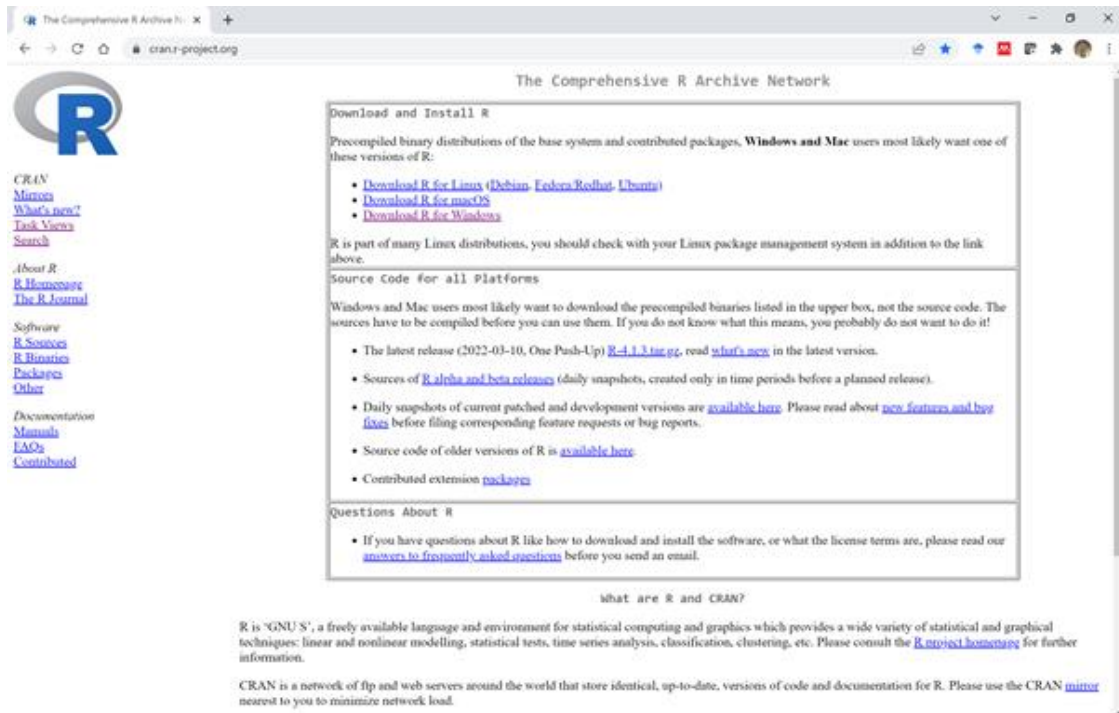 The Comprehensive R Archive N
cran.r-project.org
The Comprehensive R Archive Network
R
CRAN
Mirrors
What's new?
Task Views
Search
About R
R Homepage
The R Journal
Software
R Sources
R Binaries
Packages
Other
Documentation
Manuals
FAQs
Contributed
Download and Install R
Precompiled binary distributions of the base system and contributed packages, Windows and Mac users most likely want one of
these versions of R:
• Download R for Linux (Debian, Fedora/Redhat, Ubuntu)
• Download R for macOS
• Download R for Windows
R is part of many Linux distributions, you should check with your Linux package management system in addition to the link
above.
Source Code for all Platforms
Windows and Mac users most likely want to download the precompiled binaries listed in the upper box, not the source code. The
sources have to be compiled before you can use them. If you do not know what this means, you probably do not want to do it!
• The latest release (2022-03-10, One Push-Up) R-4.1.3.tar.gz, read what's new in the latest version.
• Sources of R alpha and beta releases (daily snapshots, created only in time periods before a planned release).
• Daily snapshots of current patched and development versions are available here. Please read about new features and bug
fixes before filing corresponding feature requests or bug reports.
• Source code of older versions of R is available here.
• Contributed extension packages
Questions About R
• If you have questions about R like how to download and install the software, or what the license terms are, please read our
answers to frequently asked questions before you send an email.
What are R and CRAN?
R is 'GNU S', a freely available language and environment for statistical computing and graphics which provides a wide variety of statistical and graphical
techniques: linear and nonlinear modelling, statistical tests, time series analysis, classification, clustering, etc. Please consult the R project homepage for further
information.
CRAN is a network of ftp and web servers around the world that store identical, up-to-date, versions of code and documentation for R. Please use the CRAN mirror
nearest to you to minimize network load.